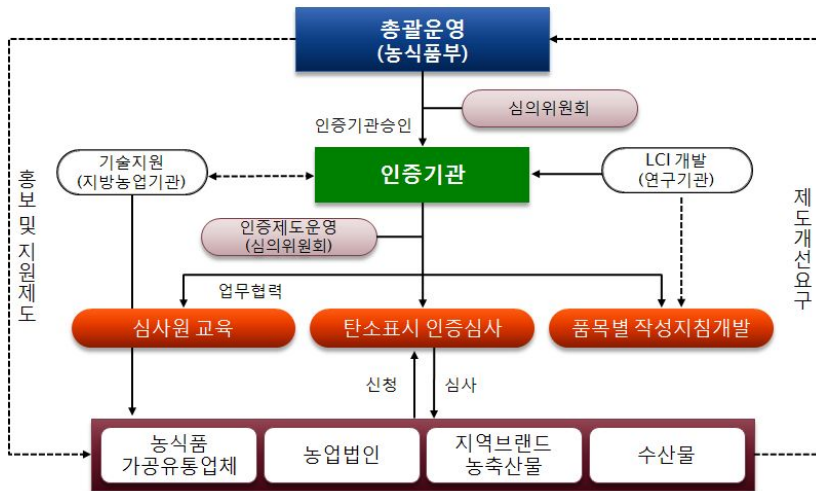 총괄운영
(농식품부)
심의위원회
인증기관승인
기술지원
(지방농업기관)
인증기관
LCI 개발
(연구기관)
홍보 및 지원제도
제도개선요구
인증제도운영
(심의위원회)
업무협력
심사원 교육
탄소표시 인증심사
품목별 작성지침개발
신청
심사
농식품
가공유통업체
농업법인
지역브랜드
농축산물
수산물